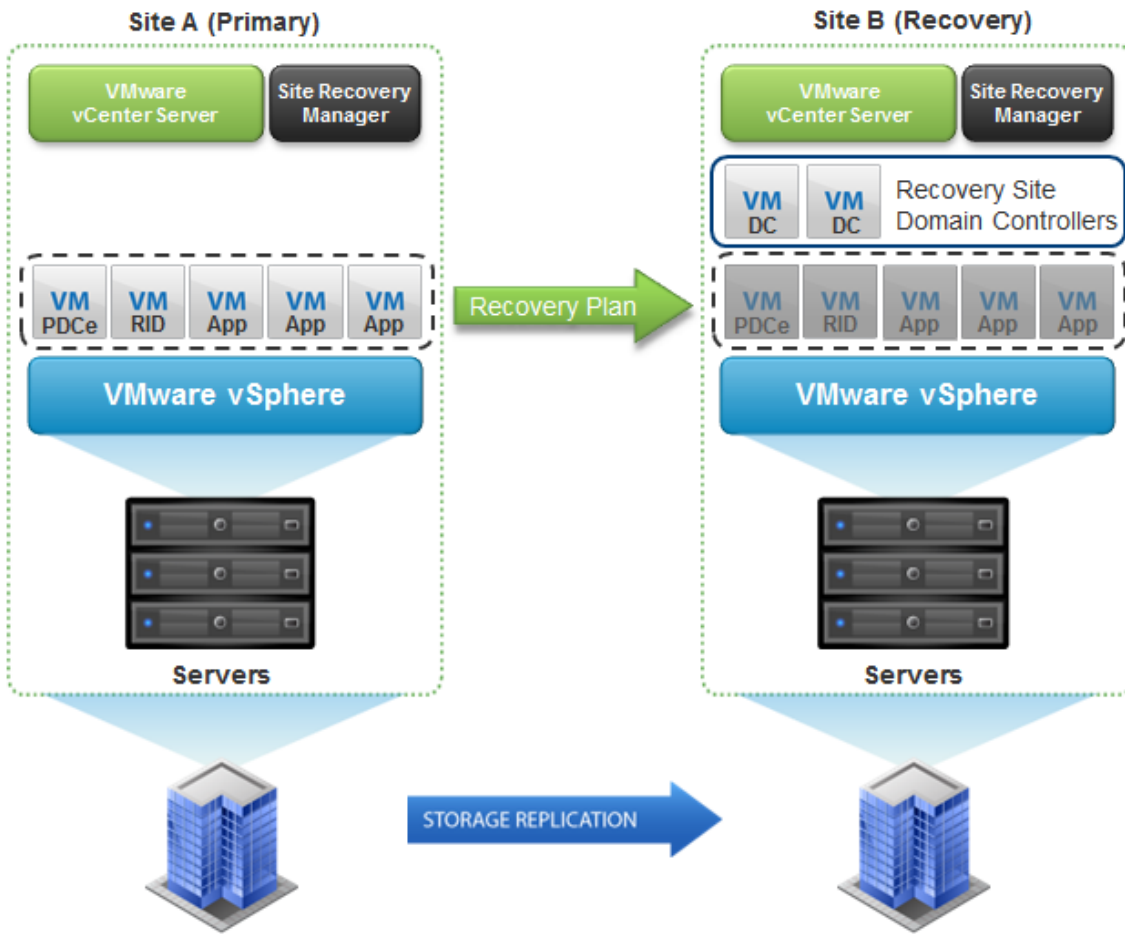 Site A (Primary)
VMware
vCenter Server
Site Recovery
Manager
VM
PDCe
VM
RID
VM
App
VM
App
VM
App
VMware vSphere
Servers
Recovery Plan
STORAGE REPLICATION
Site B (Recovery)
VMware
vCenter Server
Site Recovery
Manager
VM
DC
VM
DC
Recovery Site
Domain Controllers
VM
PDCe
VM
RID
VM
App
VM
App
VM
App
VMware vSphere
Servers